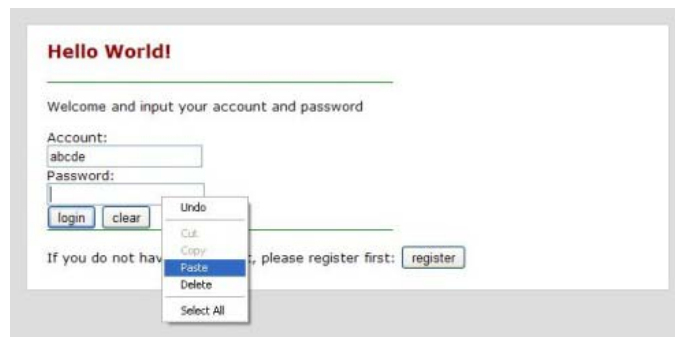 Hello World!
Welcome and input your account and password
Account:
abcde
Password:
login clear
Undo
Cut
Copy
If you do not hav t, please register first: register
Paste
Delete
Select All